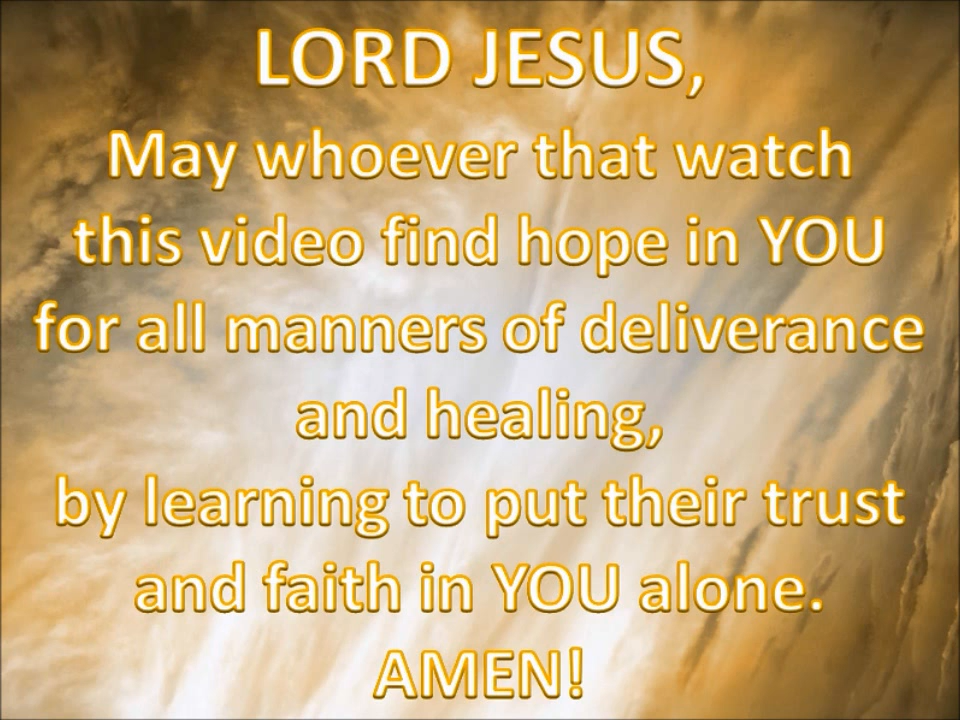 LORD JESUS,
May whoever that watch
this video find hope in YOU
for all manners of deliverance
and healing,
by learning to put their trust
and faith in YOU alone.
AMEN!